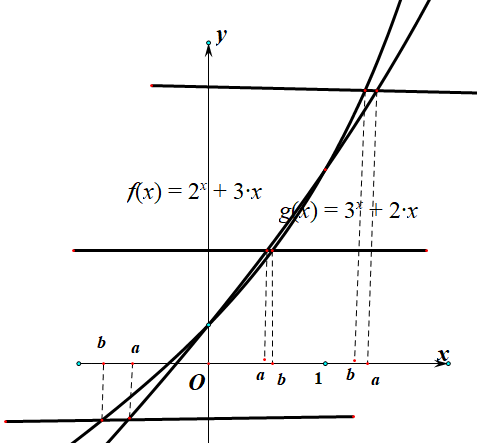 y
f(x) = 2^x + 3·x
g(x) = 3^x + 2·x
b a
x
O
a b 1 b a